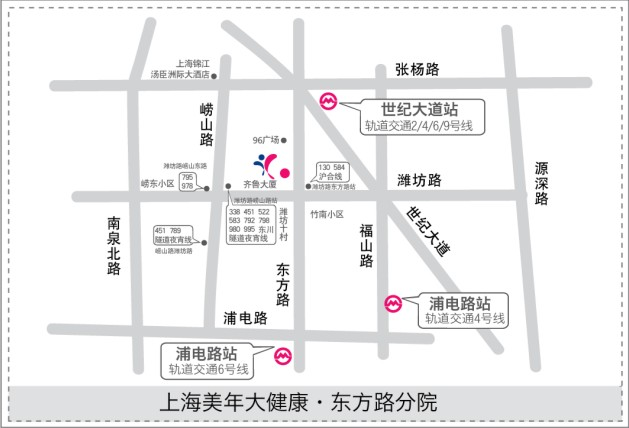 上海锦江
汤臣洲际大酒店
张杨路
世纪大道站
轨道交通2/4/6/9号线
崂山路
96广场
潍坊路崂山东路
崂东小区
795
978
齐鲁大厦
130 584
沪合线
潍坊路东方路站
潍坊路
源深路
潍坊路崂山路站
338 451 522
583 792 798
980 995 东川
隧道夜宵线
潍坊十村
竹南小区
世纪大道
南泉北路
451 789
隧道夜宵线
崂山路潍坊路
福山路
东方路
浦电路
浦电路站
轨道交通4号线
浦电路站
轨道交通6号线
上海美年大健康·东方路分院